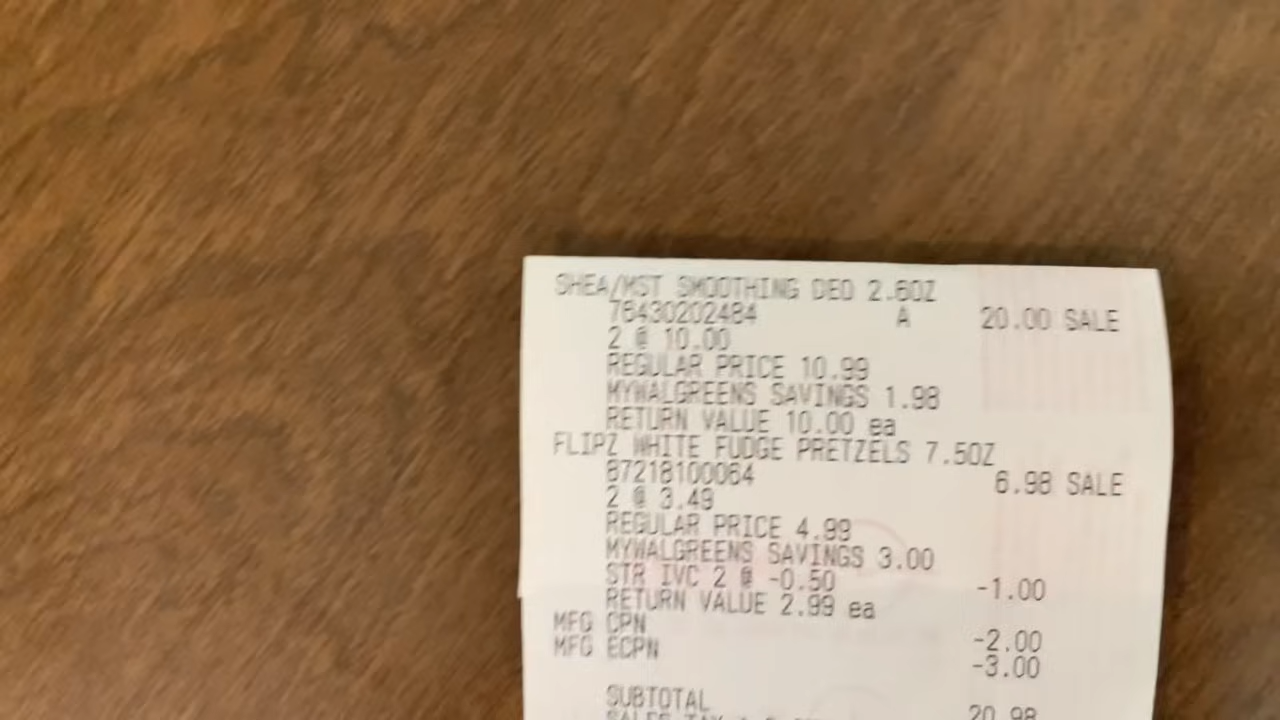 SHEA/MST SMOOTHING DEO 2.6OZ
76430202484 A 20.00 SALE
2 @ 10.00
REGULAR PRICE 10.99
MYWALGREENS SAVINGS 1.98
RETURN VALUE 10.00 ea
FLIPZ WHITE FUDGE PRETZELS 7.5OZ
87218100064 6.98 SALE
2 @ 3.49
REGULAR PRICE 4.99
MYWALGREENS SAVINGS 3.00
STR IVC 2 @ -0.50 -1.00
RETURN VALUE 2.99 ea
MFG CPN -2.00
MFG ECPN -3.00
SUBTOTAL 20.98
SALES TAX